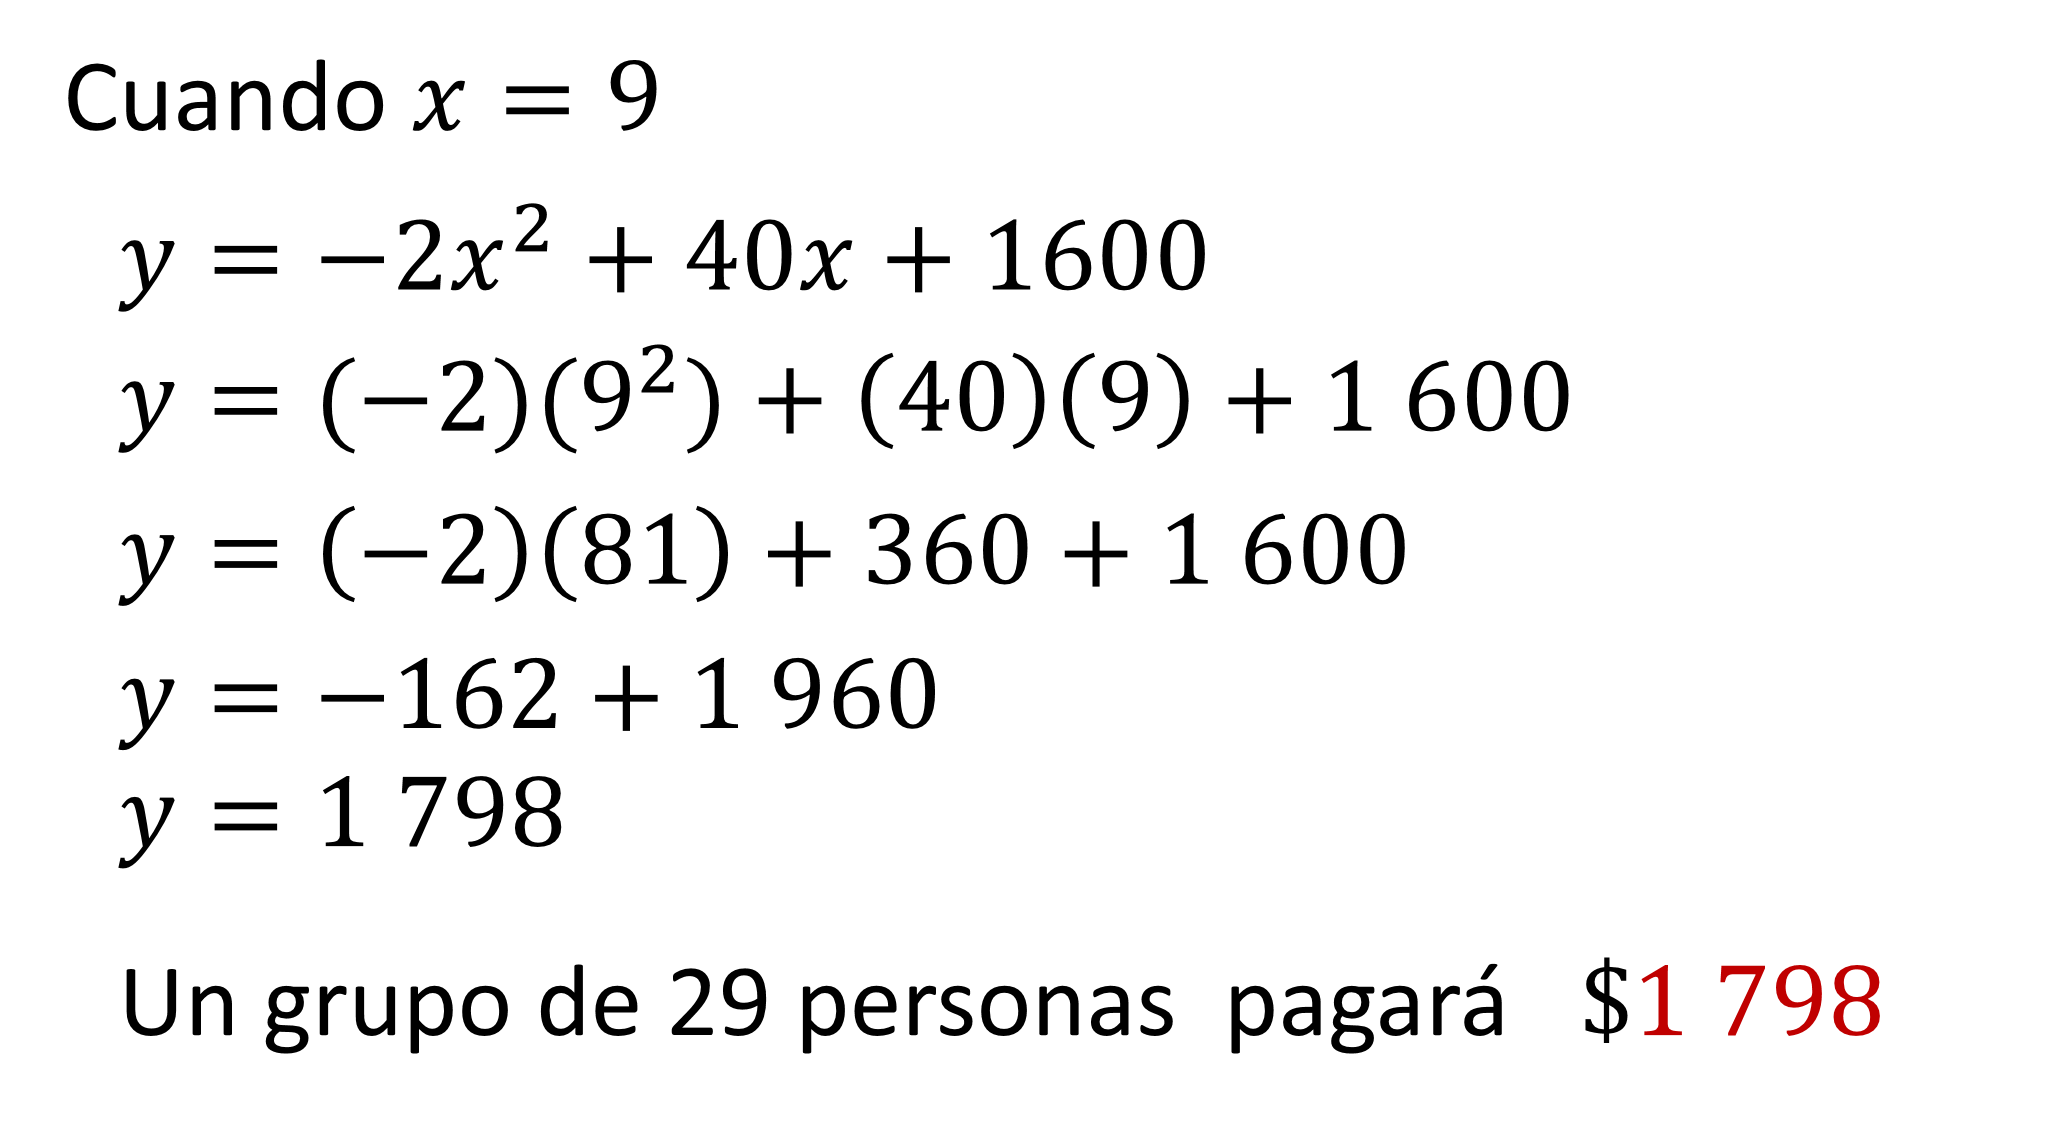 Cuando x = 9
y = −2x² + 40x + 1600
y = (−2)(9²) + (40)(9) + 1 600
y = (−2)(81) + 360 + 1 600
y = −162 + 1 960
y = 1 798
Un grupo de 29 personas pagará $1 798